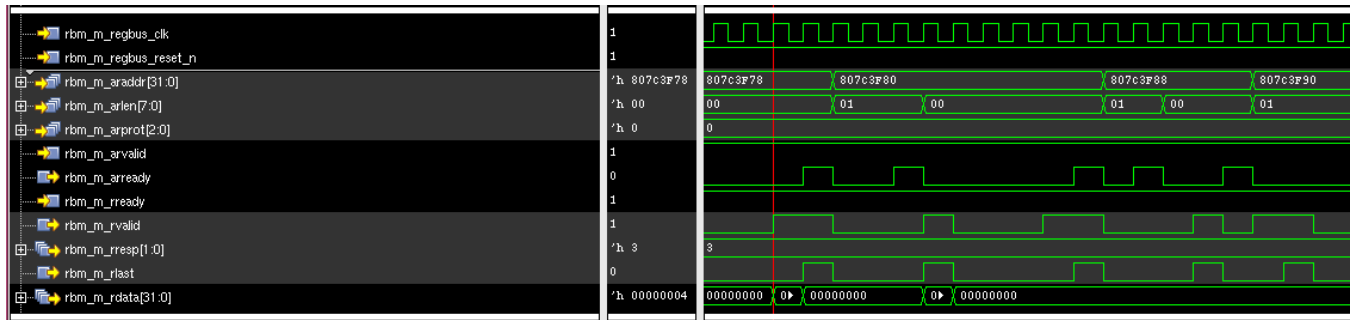 rbm_m_regbus_clk 1
rbm_m_regbus_reset_n 1
rbm_m_araddr[31:0] 'h 807c3F78 807c3F78 807c3F80 807c3F88 807c3F90
rbm_m_arlen[7:0] 'h 00 00 01 00 01 00 01
rbm_m_arprot[2:0] 'h 0 0
rbm_m_arvalid 1
rbm_m_arready 0
rbm_m_rready 1
rbm_m_rvalid 1
rbm_m_rresp[1:0] 'h 3 3
rbm_m_rlast 0
rbm_m_rdata[31:0] 'h 00000004 00000000 0 00000000 0 00000000